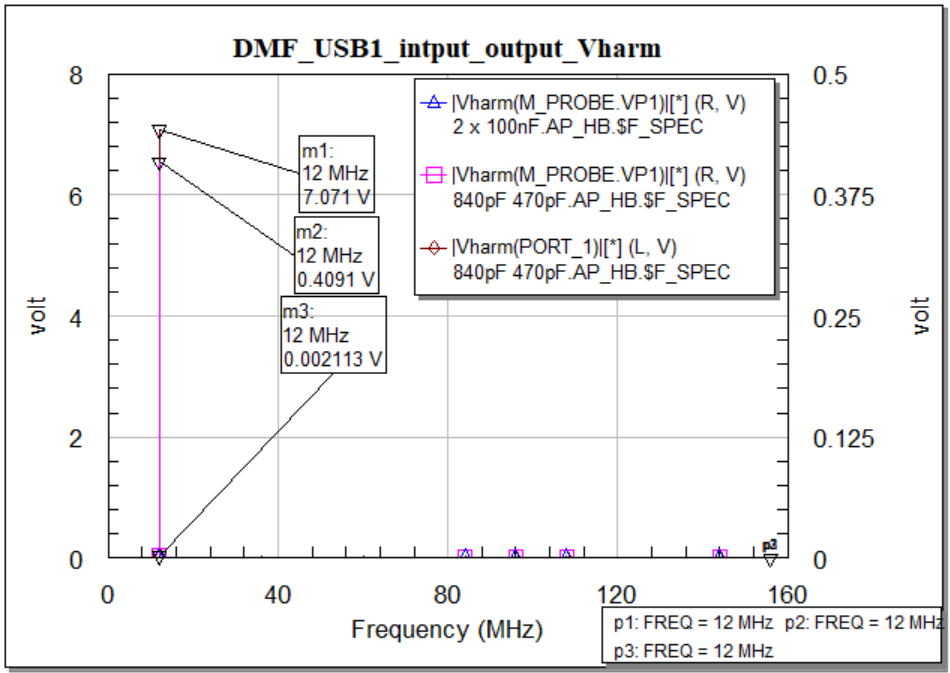 DMF_USB1_intput_output_Vharm
8
6
4
2
0
volt
0.5
0.375
0.25
0.125
0
volt
|Vharm(M_PROBE.VP1)|[*] (R, V)
2 x 100nF.AP_HB.$F_SPEC
|Vharm(M_PROBE.VP1)|[*] (R, V)
840pF 470pF.AP_HB.$F_SPEC
|Vharm(PORT_1)|[*] (L, V)
840pF 470pF.AP_HB.$F_SPEC
m1:
12 MHz
7.071 V
m2:
12 MHz
0.4091 V
m3:
12 MHz
0.002113 V
0 40 80 120 160
Frequency (MHz)
p1: FREQ = 12 MHz p2: FREQ = 12 MHz
p3: FREQ = 12 MHz